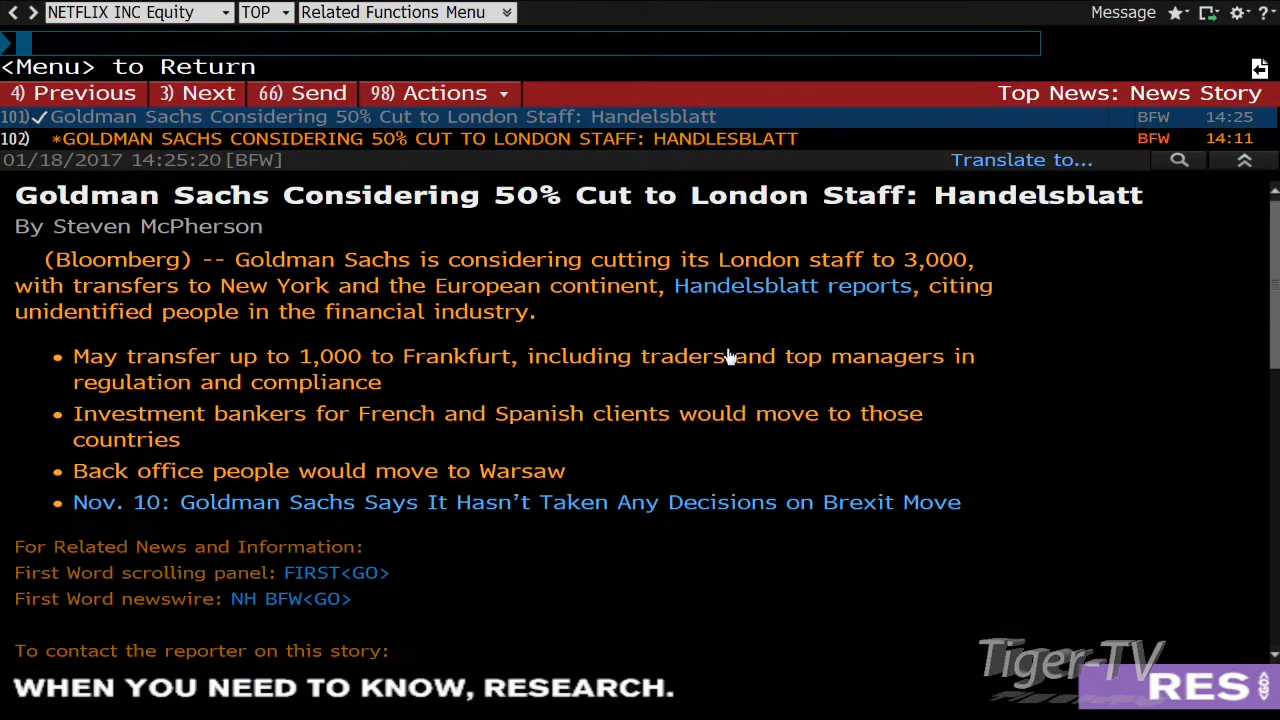 NETFLIX INC Equity TOP Related Functions Menu Message ?
<Menu> to Return
4) Previous 3) Next 66) Send 98) Actions Top News: News Story
101) Goldman Sachs Considering 50% Cut to London Staff: Handelsblatt BFW 14:25
102) *GOLDMAN SACHS CONSIDERING 50% CUT TO LONDON STAFF: HANDLESBLATT BFW 14:11
01/18/2017 14:25:20 [BFW] Translate to...
Goldman Sachs Considering 50% Cut to London Staff: Handelsblatt
By Steven McPherson
(Bloomberg) -- Goldman Sachs is considering cutting its London staff to 3,000,
with transfers to New York and the European continent, Handelsblatt reports, citing
unidentified people in the financial industry.
• May transfer up to 1,000 to Frankfurt, including traders and top managers in
regulation and compliance
• Investment bankers for French and Spanish clients would move to those
countries
• Back office people would move to Warsaw
• Nov. 10: Goldman Sachs Says It Hasn't Taken Any Decisions on Brexit Move
For Related News and Information:
First Word scrolling panel: FIRST<GO>
First Word newswire: NH BFW<GO>
To contact the reporter on this story:
Tiger-TV
WHEN YOU NEED TO KNOW, RESEARCH.
RES